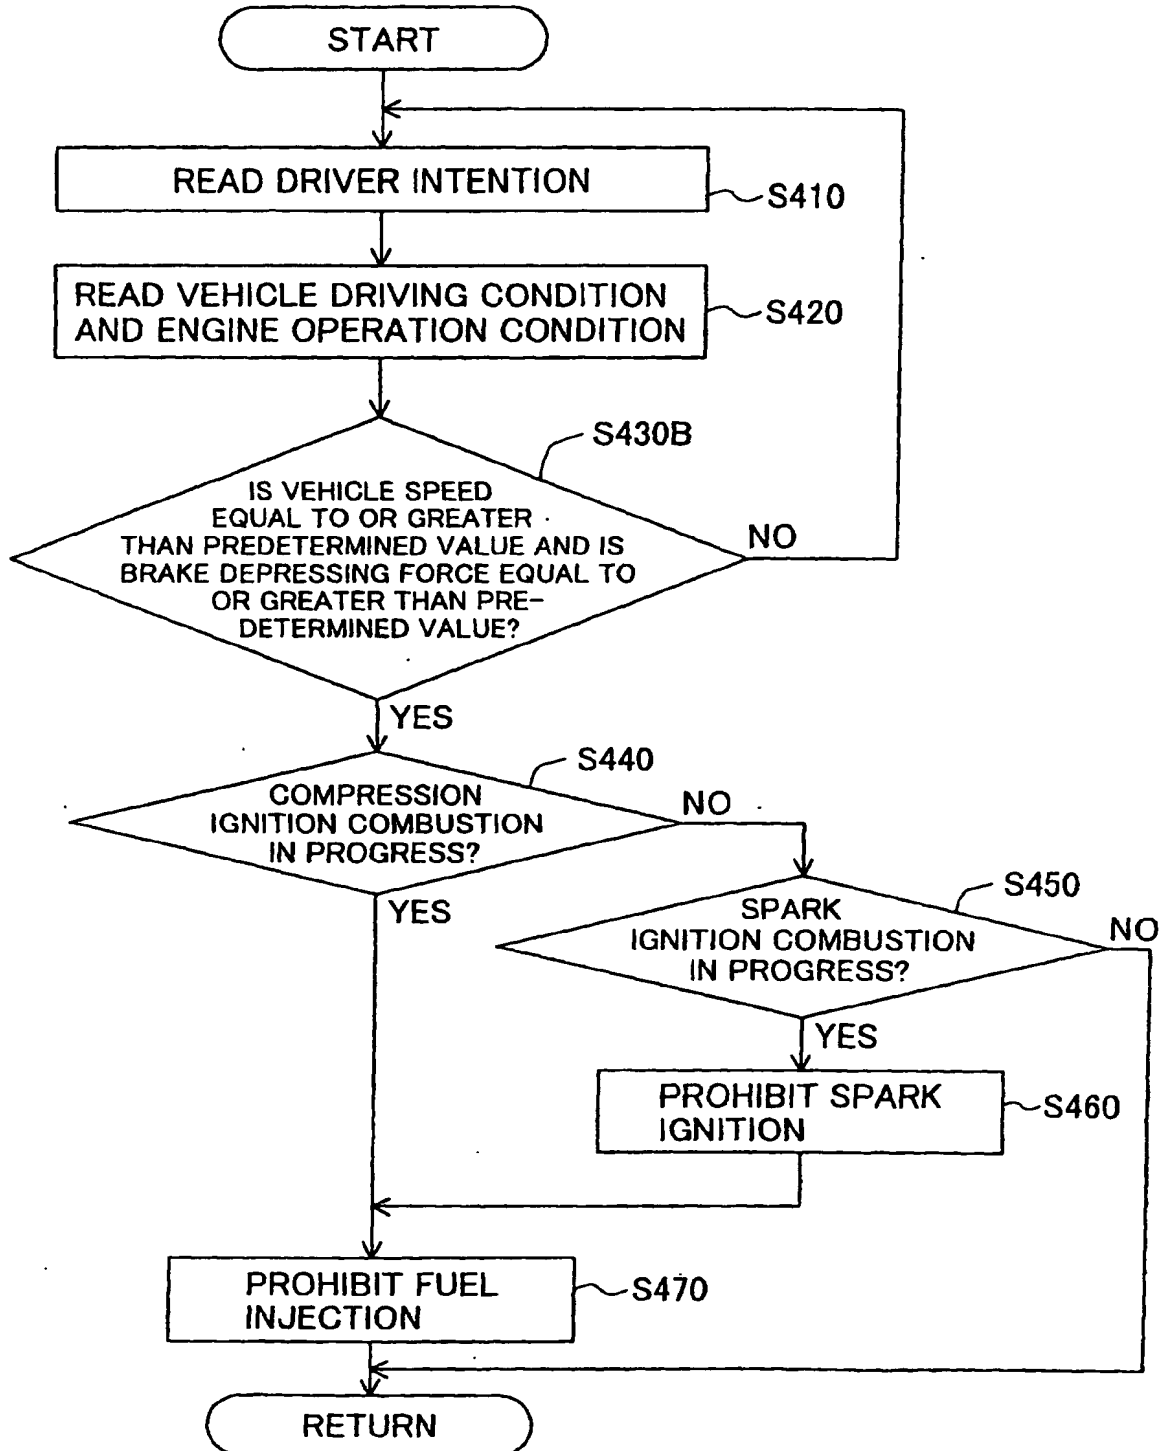 START
READ DRIVER INTENTION
S410
READ VEHICLE DRIVING CONDITION
AND ENGINE OPERATION CONDITION
S420
S430B
IS VEHICLE SPEED
EQUAL TO OR GREATER
THAN PREDETERMINED VALUE AND IS
BRAKE DEPRESSING FORCE EQUAL TO
OR GREATER THAN PRE-
DETERMINED VALUE?
NO
YES
S440
COMPRESSION
IGNITION COMBUSTION
IN PROGRESS?
NO
YES
S450
SPARK
IGNITION COMBUSTION
IN PROGRESS?
NO
YES
PROHIBIT SPARK
IGNITION
S460
PROHIBIT FUEL
INJECTION
S470
RETURN